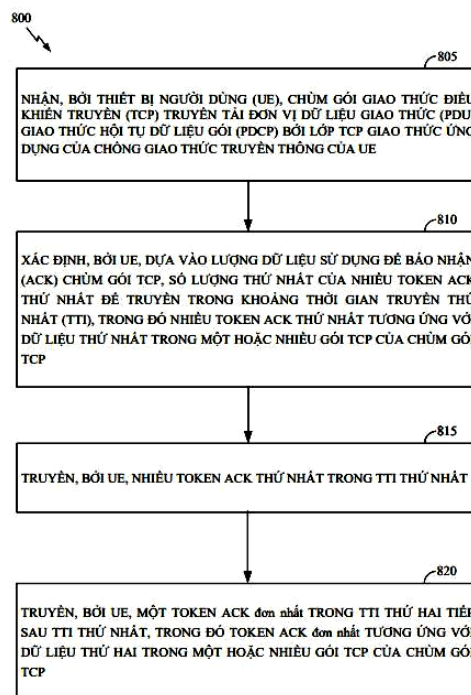 800
805
NHẬN, BỞI THIẾT BỊ NGƯỜI DÙNG (UE), CHÙM GÓI GIAO THỨC ĐIỀU
KHIỂN TRUYỀN (TCP) TRUYỀN TẢI ĐƠN VỊ DỮ LIỆU GIAO THỨC (PDU)
GIAO THỨC HỘI TỤ DỮ LIỆU GÓI (PDCP) BỞI LỚP TCP GIAO THỨC ỨNG
DỤNG CỦA CHỒNG GIAO THỨC TRUYỀN THÔNG CỦA UE
810
XÁC ĐỊNH, BỞI UE, DỰA VÀO LƯỢNG DỮ LIỆU SỬ DỤNG ĐỂ BÁO NHẬN
(ACK) CHÙM GÓI TCP, SỐ LƯỢNG THỨ NHẤT CỦA NHIỀU TOKEN ACK
THỨ NHẤT ĐỂ TRUYỀN TRONG KHOẢNG THỜI GIAN TRUYỀN THỨ
NHẤT (TTI), TRONG ĐÓ NHIỀU TOKEN ACK THỨ NHẤT TƯƠNG ỨNG VỚI
DỮ LIỆU THỨ NHẤT TRONG MỘT HOẶC NHIỀU GÓI TCP CỦA CHÙM GÓI
TCP
815
TRUYỀN, BỞI UE, NHIỀU TOKEN ACK THỨ NHẤT TRONG TTI THỨ NHẤT
820
TRUYỀN, BỞI UE, MỘT TOKEN ACK đơn nhất TRONG TTI THỨ HAI TIẾP
SAU TTI THỨ NHẤT, TRONG ĐÓ TOKEN ACK đơn nhất TƯƠNG ỨNG VỚI
DỮ LIỆU THỨ HAI TRONG MỘT HOẶC NHIỀU GÓI TCP CỦA CHÙM GÓI
TCP